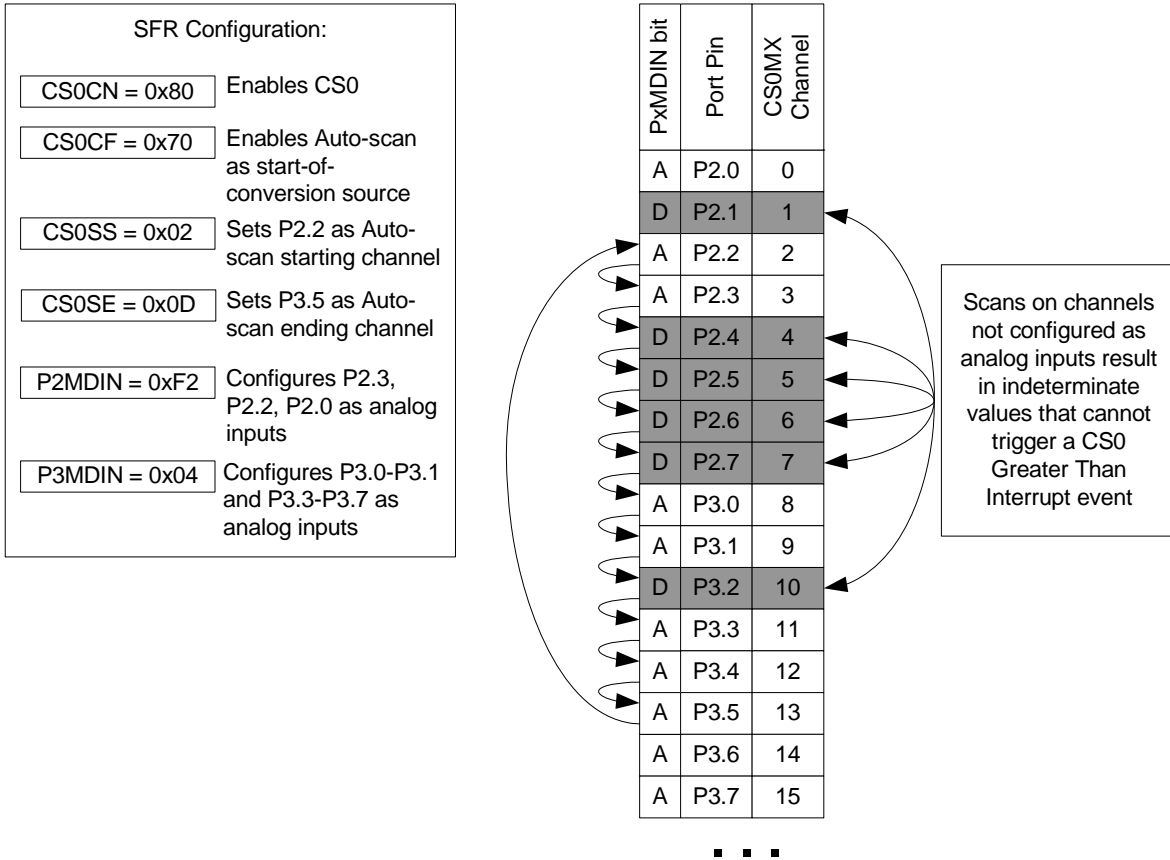 SFR Configuration:
CS0CN = 0x80
Enables CS0
CS0CF = 0x70
Enables Auto-scan
as start-of-
conversion source
CS0SS = 0x02
Sets P2.2 as Auto-
scan starting channel
CS0SE = 0x0D
Sets P3.5 as Auto-
scan ending channel
P2MDIN = 0xF2
Configures P2.3,
P2.2, P2.0 as analog
inputs
P3MDIN = 0x04
Configures P3.0-P3.1
and P3.3-P3.7 as
analog inputs
PxMDIN bit
Port Pin
CS0MX
Channel
A P2.0 0
D P2.1 1
A P2.2 2
A P2.3 3
D P2.4 4
D P2.5 5
D P2.6 6
D P2.7 7
A P3.0 8
A P3.1 9
D P3.2 10
A P3.3 11
A P3.4 12
A P3.5 13
A P3.6 14
A P3.7 15
Scans on channels
not configured as
analog inputs result
in indeterminate
values that cannot
trigger a CS0
Greater Than
Interrupt event